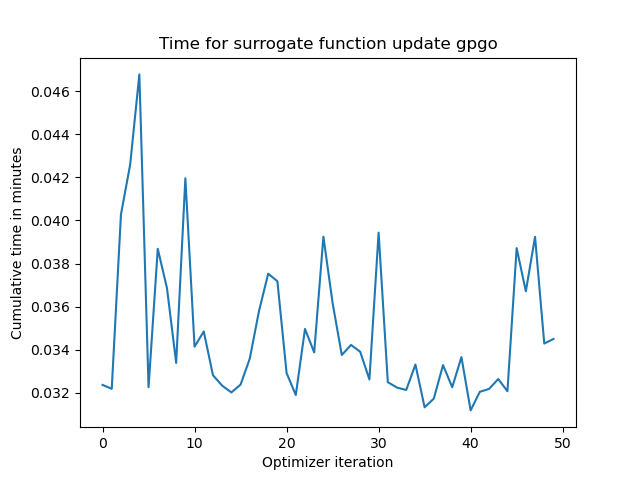 Time for surrogate function update gpgo
Cumulative time in minutes
0.046
0.044
0.042
0.040
0.038
0.036
0.034
0.032
0 10 20 30 40 50
Optimizer iteration